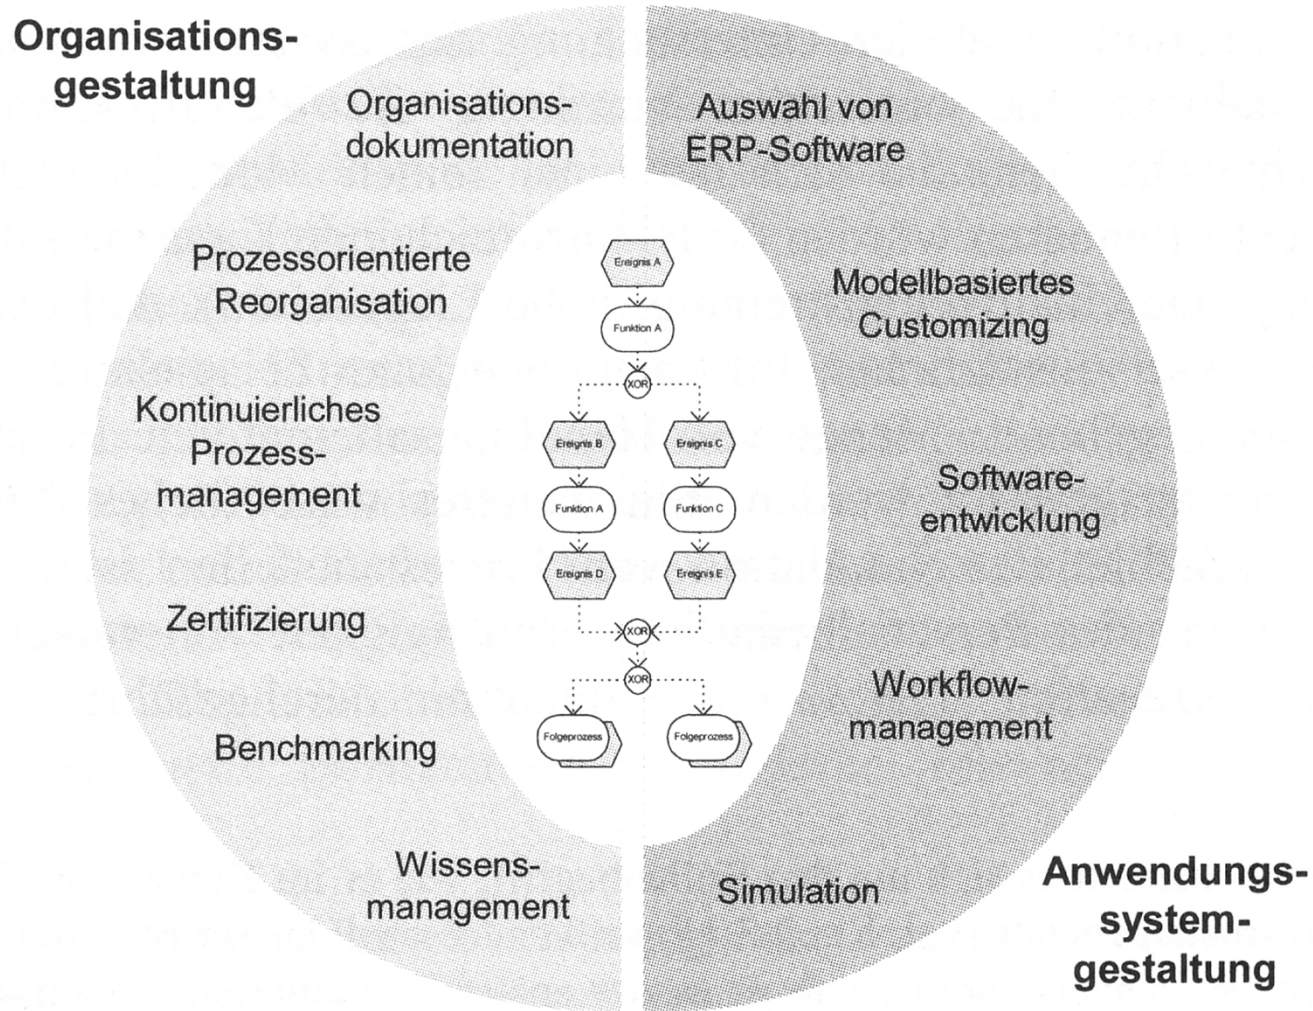 Organisations-
gestaltung
Organisations-
dokumentation
Prozessorientierte
Reorganisation
Kontinuierliches
Prozess-
management
Zertifizierung
Benchmarking
Wissens-
management
Ereignis A
Funktion A
XOR
Ereignis B
Ereignis C
Funktion A
Funktion C
Ereignis D
Ereignis E
XOR
XOR
Folgeprozess
Folgeprozess
Auswahl von
ERP-Software
Modellbasiertes
Customizing
Software-
entwicklung
Workflow-
management
Simulation
Anwendungs-
system-
gestaltung